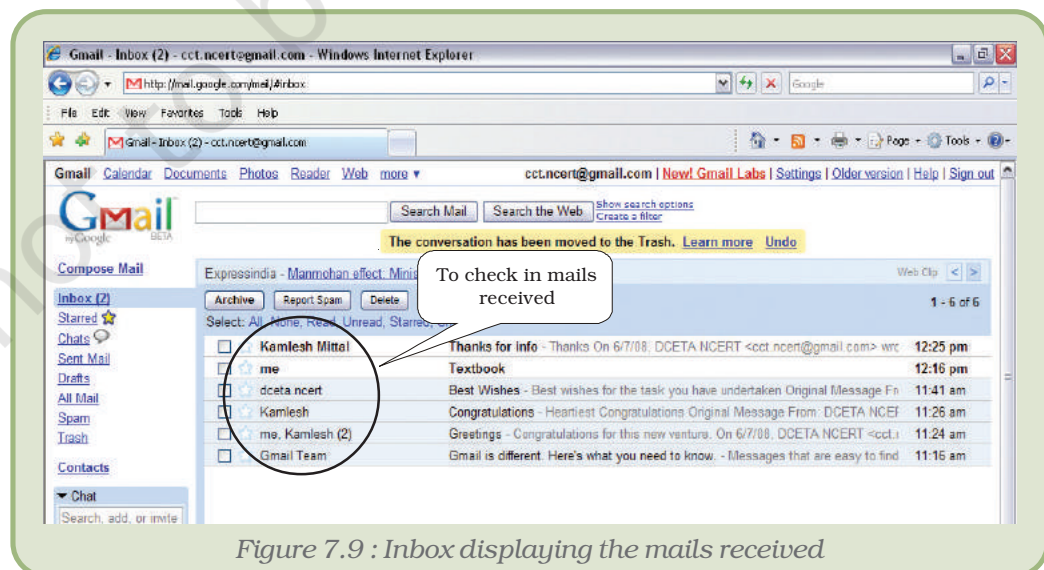 Gmail - Inbox (2) - cct.ncert@gmail.com - Windows Internet Explorer
http://mail.google.com/mail/#inbox Google
File Edit View Favorites Tools Help
Gmail - Inbox (2) - cct.ncert@gmail.com Page Tools
Gmail Calendar Documents Photos Reader Web more cct.ncert@gmail.com | New! Gmail Labs | Settings | Older version | Help | Sign out
Gmail by Google BETA
Search Mail Search the Web Show search options
Create a filter
The conversation has been moved to the Trash. Learn more Undo
Compose Mail
Inbox (2)
Starred
Chats
Sent Mail
Drafts
All Mail
Spam
Trash
Contacts
Chat
Search, add, or invite
Expressindia - Manmohan effect: Minis Web Clip < >
To check in mails
received
Archive Report Spam Delete 1 - 6 of 6
Select: All, None, Read, Unread, Starred,
Kamlesh Mittal Thanks for info - Thanks On 6/7/08, DCETA NCERT <cct.ncert@gmail.com> wrc 12:25 pm
me Textbook 12:16 pm
dceta ncert Best Wishes - Best wishes for the task you have undertaken Original Message Fn 11:41 am
Kamlesh Congratulations - Heartiest Congratulations Original Message From: DCETA NCEF 11:26 am
me, Kamlesh (2) Greetings - Congratulations for this new venture. On 6/7/08, DCETA NCERT <cct.r 11:24 am
Gmail Team Gmail is different. Here's what you need to know. - Messages that are easy to find 11:16 am
Figure 7.9 : Inbox displaying the mails received